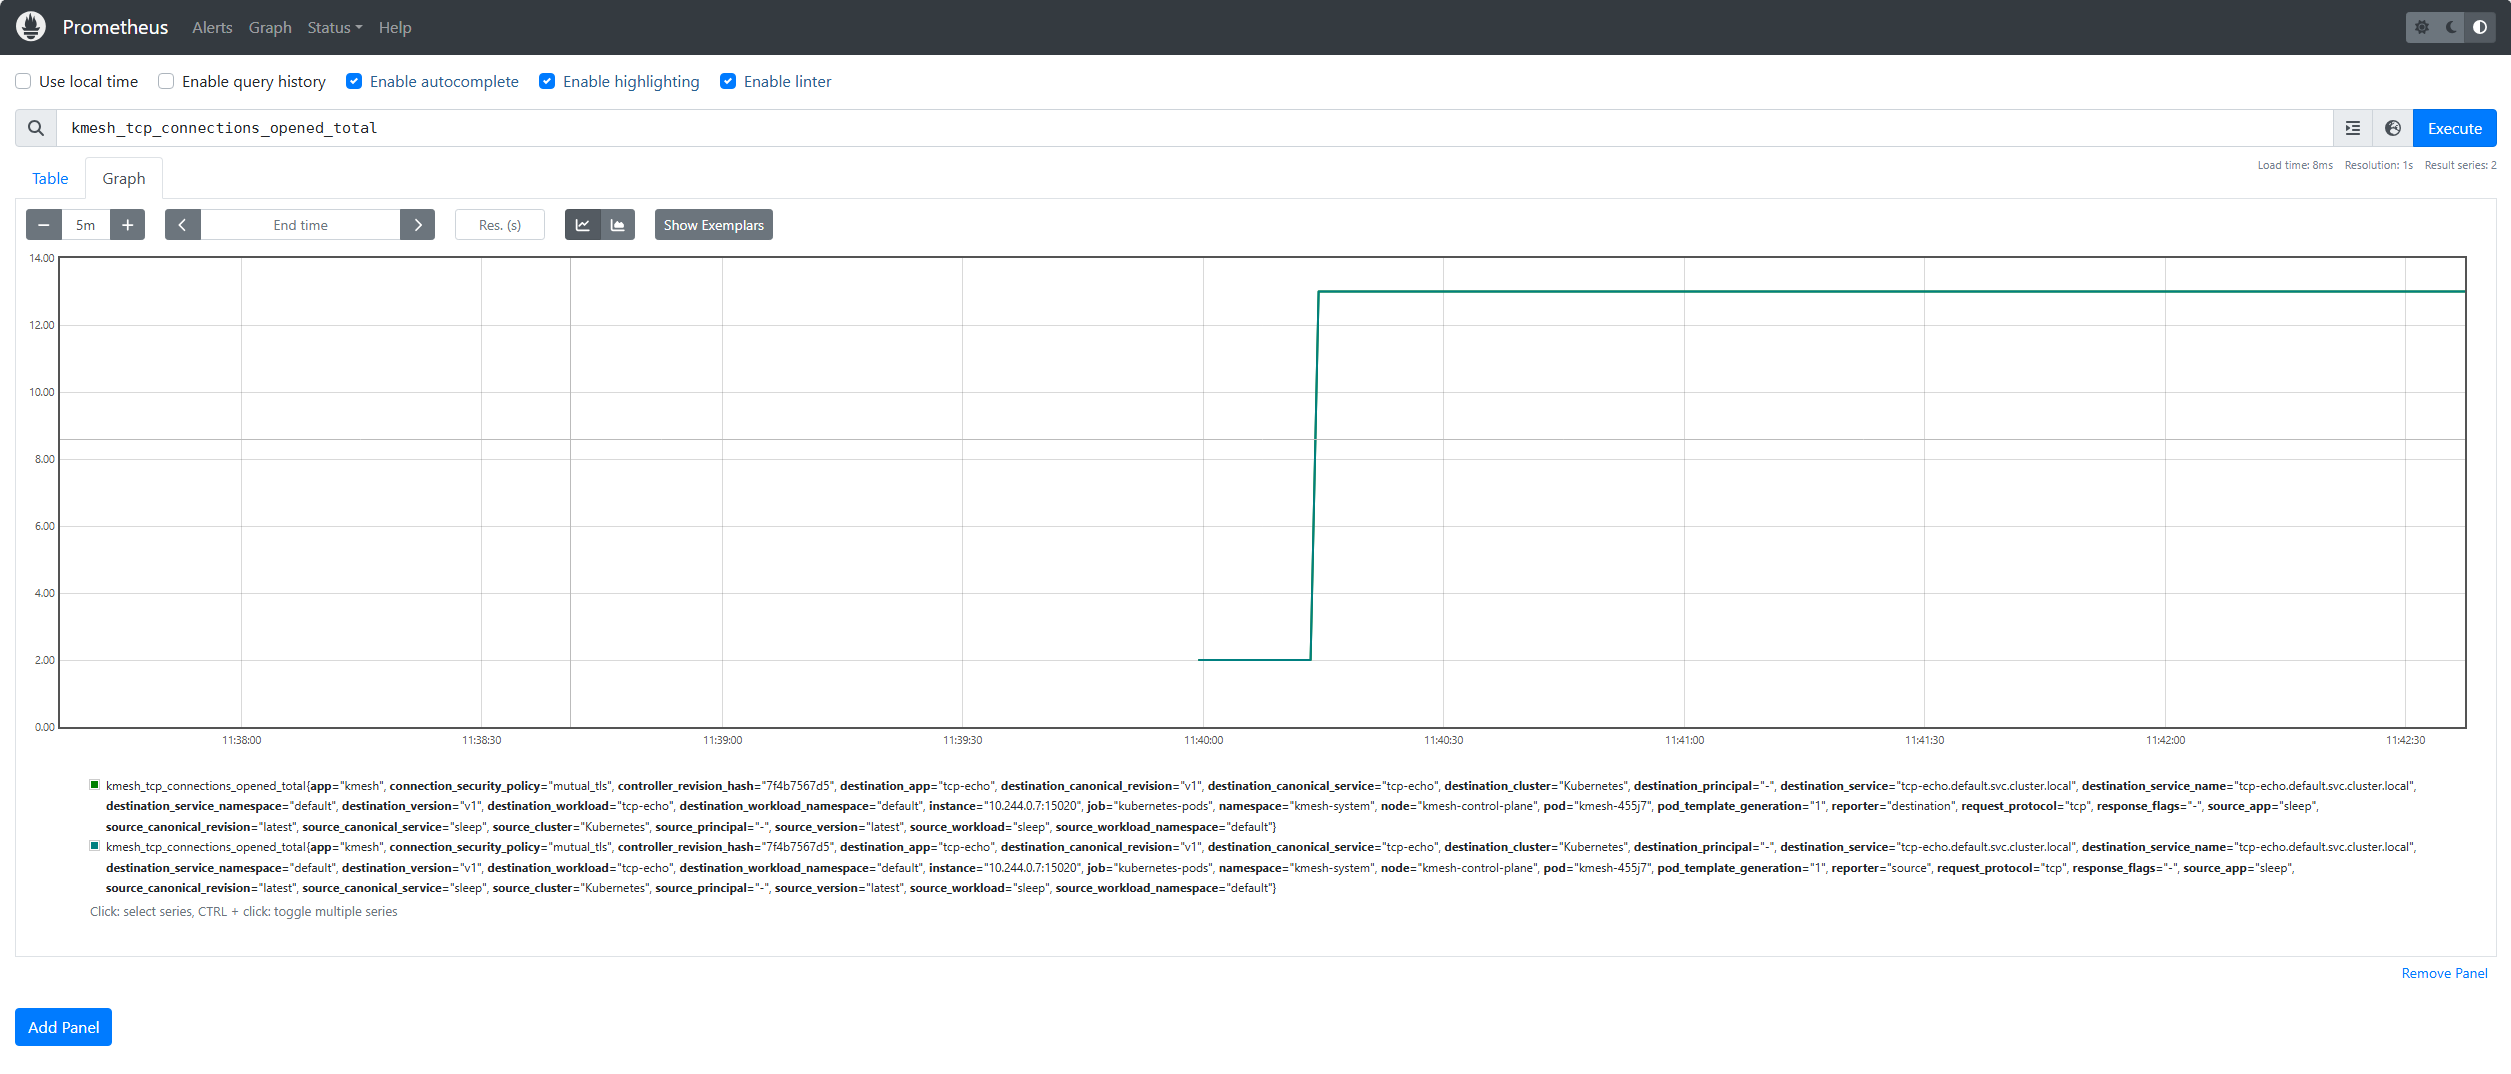 Prometheus Alerts Graph Status Help
Use local time Enable query history Enable autocomplete Enable highlighting Enable linter
kmesh_tcp_connections_opened_total Execute
Load time: 8ms Resolution: 1s Result series: 2
Table Graph
− 5m + End time Res. (s) Show Exemplars
14.00
12.00
10.00
8.00
6.00
4.00
2.00
0.00
11:38:00 11:38:30 11:39:00 11:39:30 11:40:00 11:40:30 11:41:00 11:41:30 11:42:00 11:42:30
kmesh_tcp_connections_opened_total{app="kmesh", connection_security_policy="mutual_tls", controller_revision_hash="7f4b7567d5", destination_app="tcp-echo", destination_canonical_revision="v1", destination_canonical_service="tcp-echo", destination_cluster="Kubernetes", destination_principal="-", destination_service="tcp-echo.default.svc.cluster.local", destination_service_name="tcp-echo.default.svc.cluster.local",
destination_service_namespace="default", destination_version="v1", destination_workload="tcp-echo", destination_workload_namespace="default", instance="10.244.0.7:15020", job="kubernetes-pods", namespace="kmesh-system", node="kmesh-control-plane", pod="kmesh-455j7", pod_template_generation="1", reporter="destination", request_protocol="tcp", response_flags="-", source_app="sleep",
source_canonical_revision="latest", source_canonical_service="sleep", source_cluster="Kubernetes", source_principal="-", source_version="latest", source_workload="sleep", source_workload_namespace="default"}
kmesh_tcp_connections_opened_total{app="kmesh", connection_security_policy="mutual_tls", controller_revision_hash="7f4b7567d5", destination_app="tcp-echo", destination_canonical_revision="v1", destination_canonical_service="tcp-echo", destination_cluster="Kubernetes", destination_principal="-", destination_service="tcp-echo.default.svc.cluster.local", destination_service_name="tcp-echo.default.svc.cluster.local",
destination_service_namespace="default", destination_version="v1", destination_workload="tcp-echo", destination_workload_namespace="default", instance="10.244.0.7:15020", job="kubernetes-pods", namespace="kmesh-system", node="kmesh-control-plane", pod="kmesh-455j7", pod_template_generation="1", reporter="source", request_protocol="tcp", response_flags="-", source_app="sleep",
source_canonical_revision="latest", source_canonical_service="sleep", source_cluster="Kubernetes", source_principal="-", source_version="latest", source_workload="sleep", source_workload_namespace="default"}
Click: select series, CTRL + click: toggle multiple series
Remove Panel
Add Panel